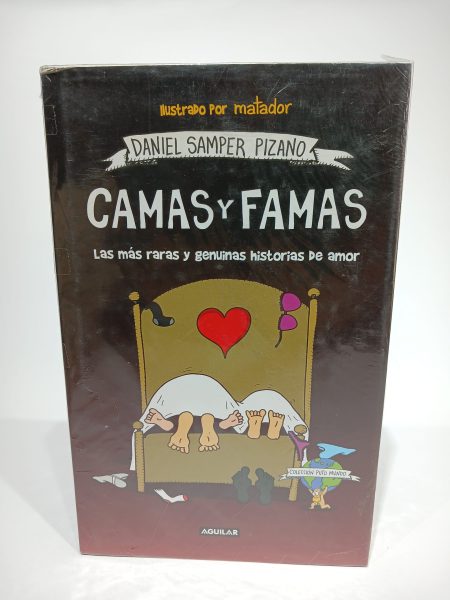 Ilustrado por matador
DANIEL SAMPER PIZANO
CAMAS Y FAMAS
Las más raras y genuinas historias de amor
COLECCIÓN PUTO MUNDO
AGUILAR